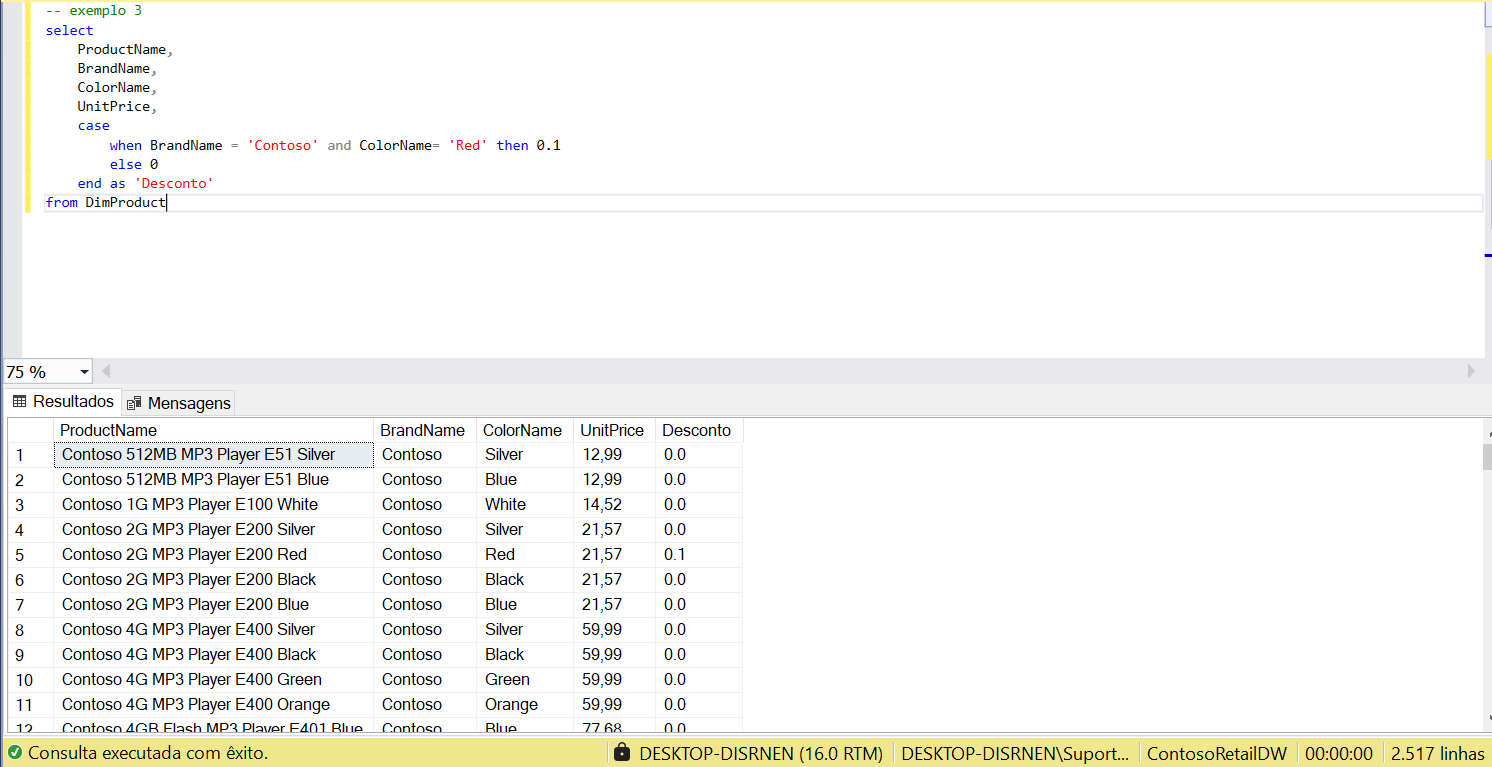 -- exemplo 3
select
ProductName,
BrandName,
ColorName,
UnitPrice,
case
when BrandName = 'Contoso' and ColorName= 'Red' then 0.1
else 0
end as 'Desconto'
from DimProduct
75 %
Resultados Mensagens
ProductName BrandName ColorName UnitPrice Desconto
1 Contoso 512MB MP3 Player E51 Silver Contoso Silver 12,99 0.0
2 Contoso 512MB MP3 Player E51 Blue Contoso Blue 12,99 0.0
3 Contoso 1G MP3 Player E100 White Contoso White 14,52 0.0
4 Contoso 2G MP3 Player E200 Silver Contoso Silver 21,57 0.0
5 Contoso 2G MP3 Player E200 Red Contoso Red 21,57 0.1
6 Contoso 2G MP3 Player E200 Black Contoso Black 21,57 0.0
7 Contoso 2G MP3 Player E200 Blue Contoso Blue 21,57 0.0
8 Contoso 4G MP3 Player E400 Silver Contoso Silver 59,99 0.0
9 Contoso 4G MP3 Player E400 Black Contoso Black 59,99 0.0
10 Contoso 4G MP3 Player E400 Green Contoso Green 59,99 0.0
11 Contoso 4G MP3 Player E400 Orange Contoso Orange 59,99 0.0
12 Contoso 4GB Flash MP3 Player E401 Blue Contoso Blue 77,68 0.0
Consulta executada com êxito. DESKTOP-DISRNEN (16.0 RTM) DESKTOP-DISRNEN\Suport... ContosoRetailDW 00:00:00 2.517 linhas